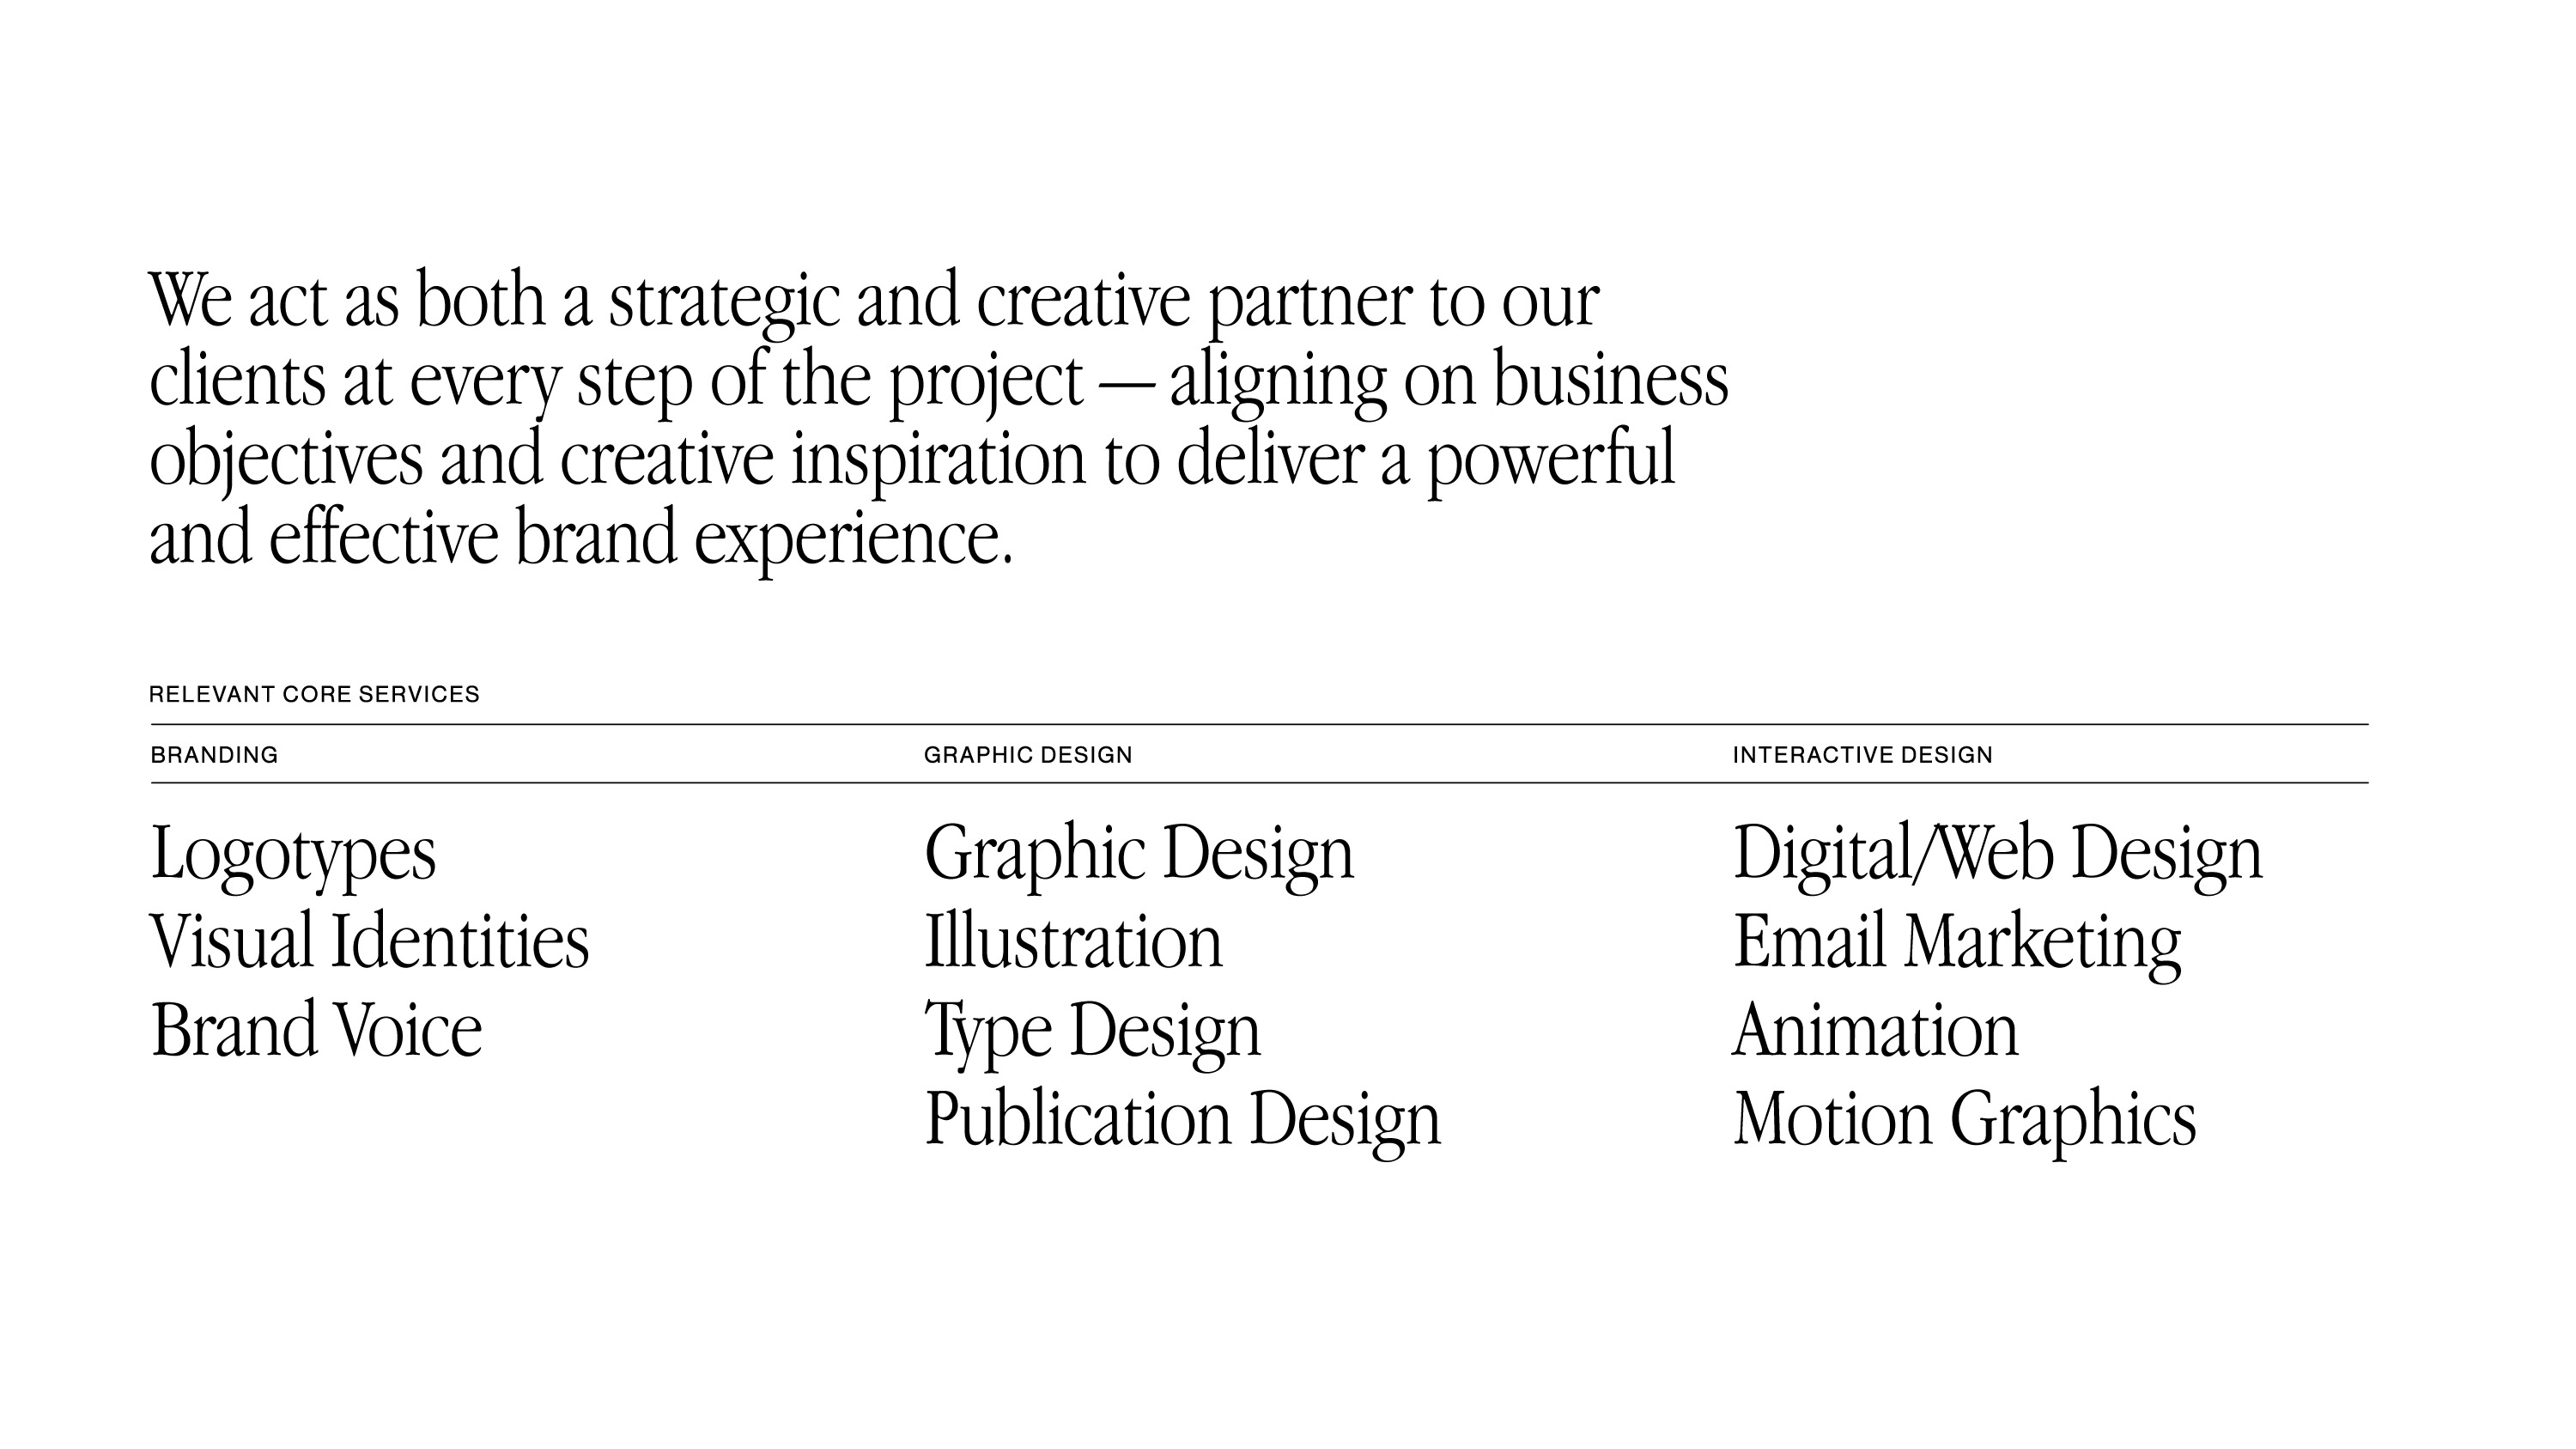 We act as both a strategic and creative partner to our
clients at every step of the project — aligning on business
objectives and creative inspiration to deliver a powerful
and effective brand experience.
RELEVANT CORE SERVICES
BRANDING
Logotypes
Visual Identities
Brand Voice
GRAPHIC DESIGN
Graphic Design
Illustration
Type Design
Publication Design
INTERACTIVE DESIGN
Digital/Web Design
Email Marketing
Animation
Motion Graphics